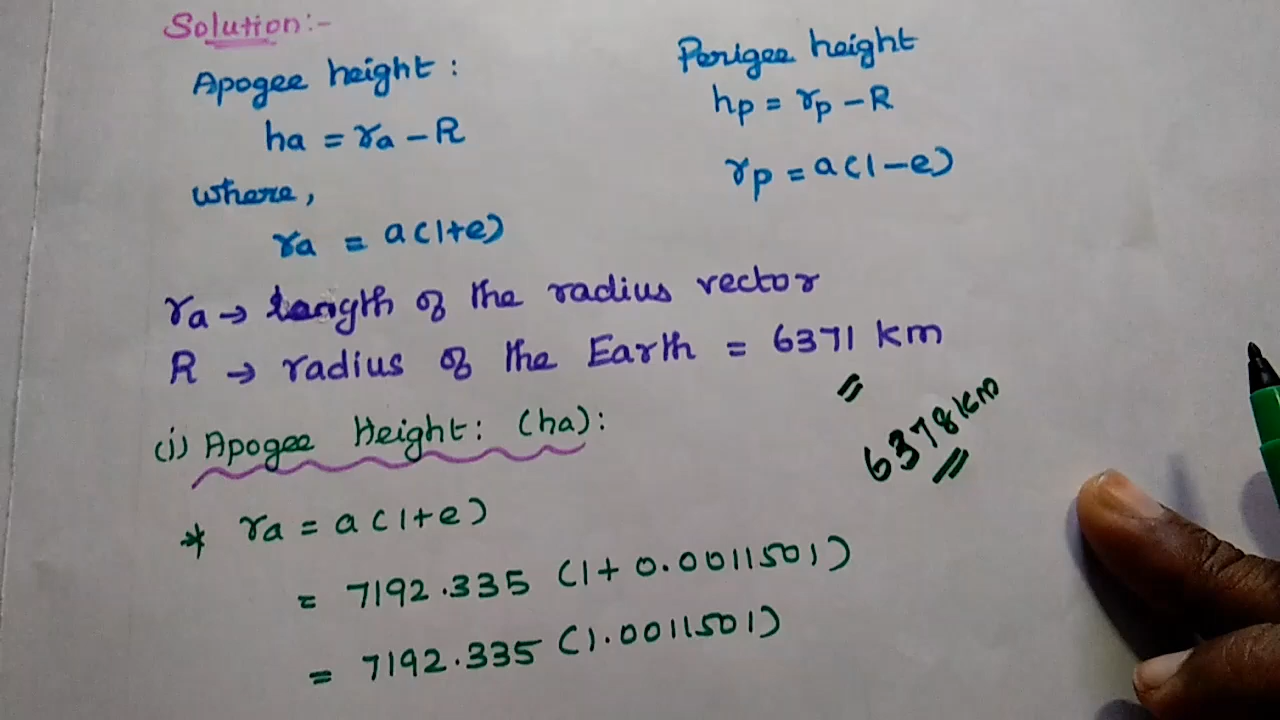 Solution:-
Apogee height:
ha = ra - R
where,
ra = a(1+e)
Perigee height
hp = rp - R
rp = a(1-e)
ra → length of the radius vector
R → radius of the Earth = 6371 km
6378 km
(i) Apogee Height: (ha):
* ra = a(1+e)
= 7192.335 (1+0.0011501)
= 7192.335 (1.0011501)